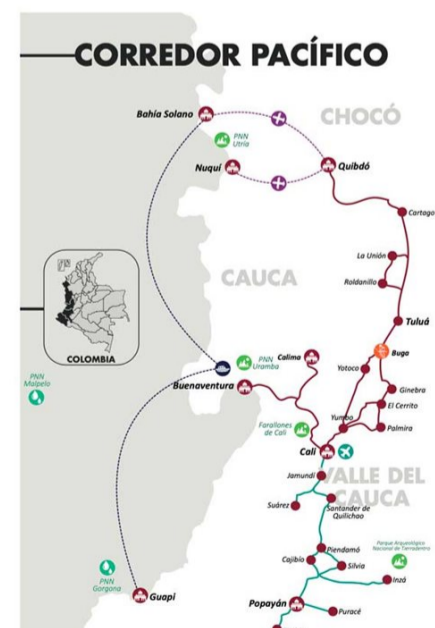 CORREDOR PACÍFICO
Bahía Solano
CHOCÓ
PNN
Utría
Nuquí
Quibdó
Cartago
La Unión
Roldanillo
CAUCA
COLOMBIA
Tuluá
Buga
PNN
Malpelo
PNN
Uramba
Calima
Yotoco
Buenaventura
Ginebra
El Cerrito
Yumbo
Palmira
Farallones
de Cali
Cali
Jamundí
VALLE DEL
CAUCA
Suárez
Santander de
Quilichao
Parque Arqueológico
Nacional de Tierradentro
Piendamó
Cajibío
Silvia
Inzá
PNN
Gorgona
Guapi
Popayán
Puracé